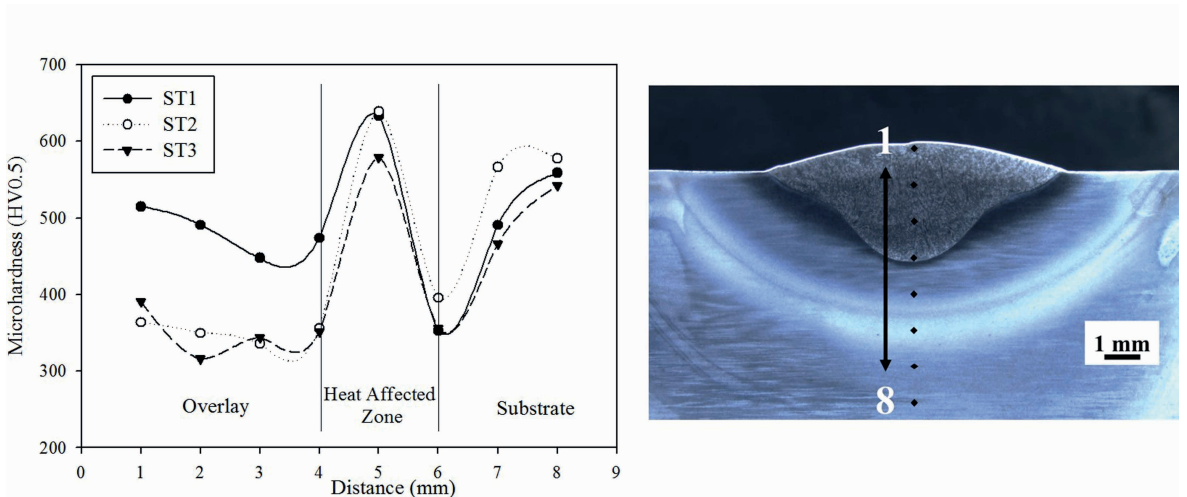 700
600
500
400
300
200
Microhardness (HV0.5)
ST1
ST2
ST3
Overlay
Heat Affected
Zone
Substrate
0 1 2 3 4 5 6 7 8 9
Distance (mm)
1
8
1 mm